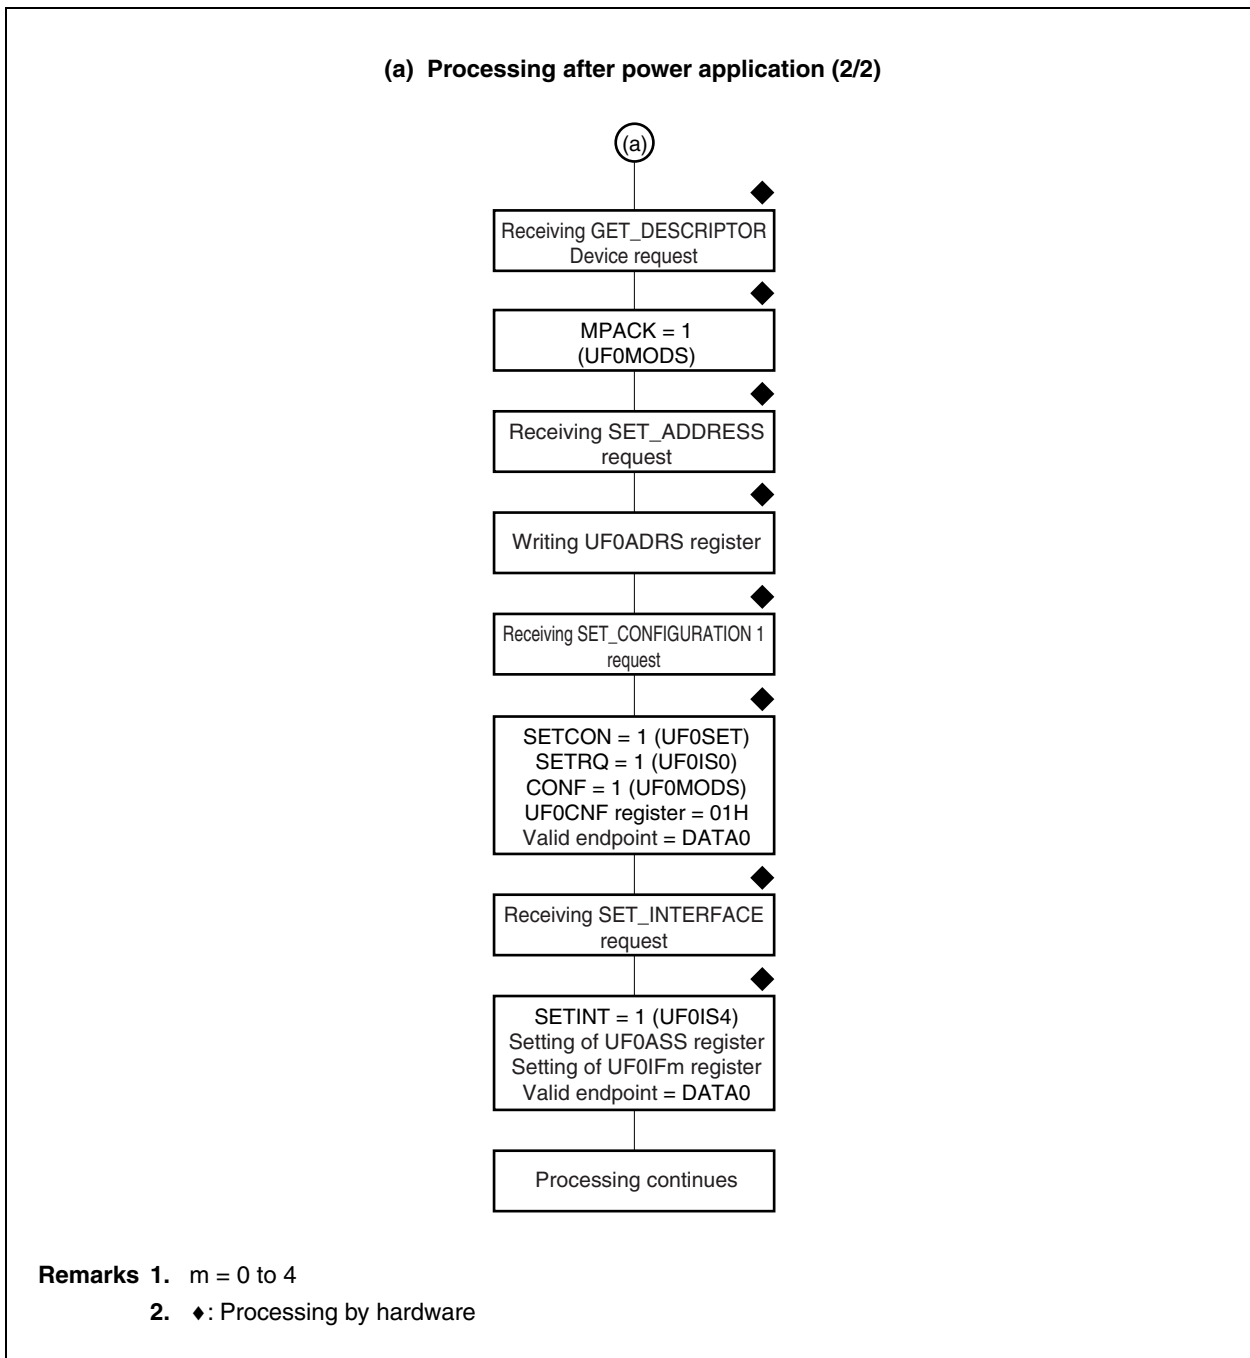 (a) Processing after power application (2/2)
(a)
Receiving GET_DESCRIPTOR
Device request
MPACK = 1
(UF0MODS)
Receiving SET_ADDRESS
request
Writing UF0ADRS register
Receiving SET_CONFIGURATION 1
request
SETCON = 1 (UF0SET)
SETRQ = 1 (UF0IS0)
CONF = 1 (UF0MODS)
UF0CNF register = 01H
Valid endpoint = DATA0
Receiving SET_INTERFACE
request
SETINT = 1 (UF0IS4)
Setting of UF0ASS register
Setting of UF0IFm register
Valid endpoint = DATA0
Processing continues
Remarks 1. m = 0 to 4
2. ♦: Processing by hardware